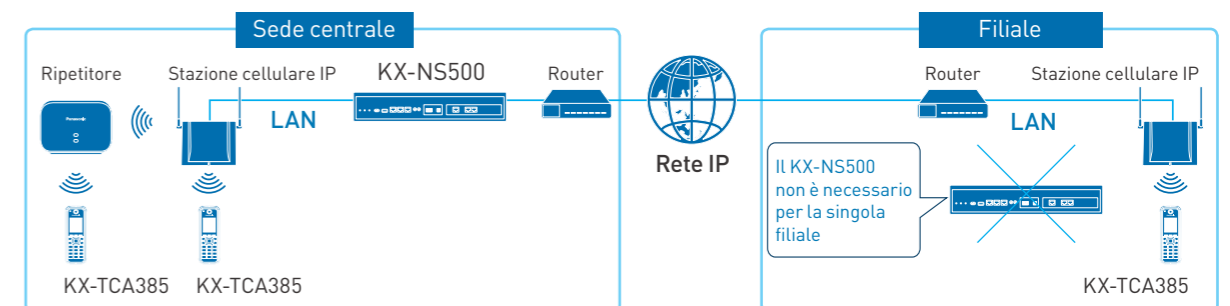 Sede centrale
Ripetitore
Stazione cellulare IP
KX-NS500
Router
Panasonic
LAN
KX-TCA385
KX-TCA385
Rete IP
Filiale
Router
Stazione cellulare IP
LAN
Il KX-NS500
non è necessario
per la singola
filiale
KX-TCA385